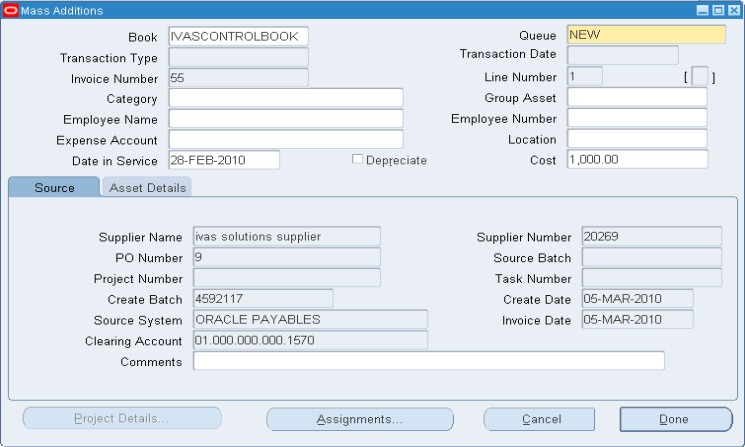 Mass Additions
Book IVASCONTROLBOOK Queue NEW
Transaction Type Transaction Date
Invoice Number 55 Line Number 1 [ ]
Category Group Asset
Employee Name Employee Number
Expense Account Location
Date in Service 28-FEB-2010 Depreciate Cost 1,000.00
Source Asset Details
Supplier Name ivas solutions supplier Supplier Number 20269
PO Number 9 Source Batch
Project Number Task Number
Create Batch 4592117 Create Date 05-MAR-2010
Source System ORACLE PAYABLES Invoice Date 05-MAR-2010
Clearing Account 01.000.000.000.1570
Comments
Project Details... Assignments... Cancel Done